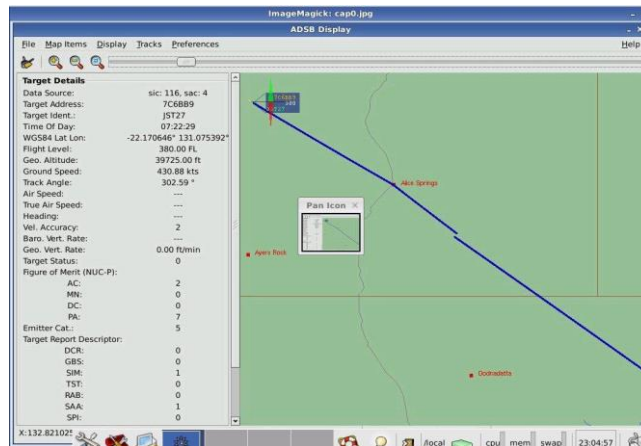 ImageMagick: cap0.jpg
ADSB Display
File Map Items Display Tracks Preferences Help
Target Details
Data Source: sic: 116, sac: 4
Target Address: 7C6BB9
Target Ident.: JST27
Time Of Day: 07:22:29
WGS84 Lat Lon: -22.170646° 131.075392°
Flight Level: 380.00 FL
Geo. Altitude: 39725.00 ft
Ground Speed: 430.88 kts
Track Angle: 302.59 °
Air Speed: ---
True Air Speed: ---
Heading: ---
Vel. Accuracy: 2
Baro. Vert. Rate: ---
Geo. Vert. Rate: 0.00 ft/min
Target Status: 0
Figure of Merit (NUC-P):
AC: 2
MN: 0
DC: 0
PA: 7
Emitter Cat.: 5
Target Report Descriptor:
DCR: 0
GBS: 0
SIM: 1
TST: 0
RAB: 0
SAA: 1
SPI: 0
7C6BB9
380
JST27
Alice Springs
Pan Icon
Ayers Rock
Oodnadatta
X:132.82102
/local cpu mem swap 23:04:57